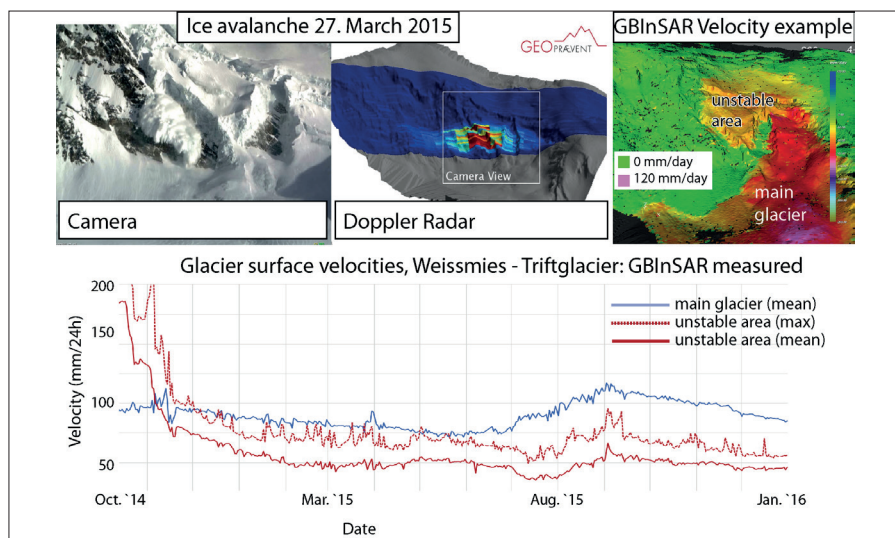 Ice avalanche 27. March 2015
GEO
PRÆVENT
GBInSAR Velocity example
unstable
area
0 mm/day
120 mm/day
main
glacier
Camera View
Camera
Doppler Radar
Glacier surface velocities, Weissmies - Triftglacier: GBInSAR measured
200
150
100
50
Velocity (mm/24h)
main glacier (mean)
unstable area (max)
unstable area (mean)
Oct. `14
Mar. `15
Aug. `15
Jan. `16
Date